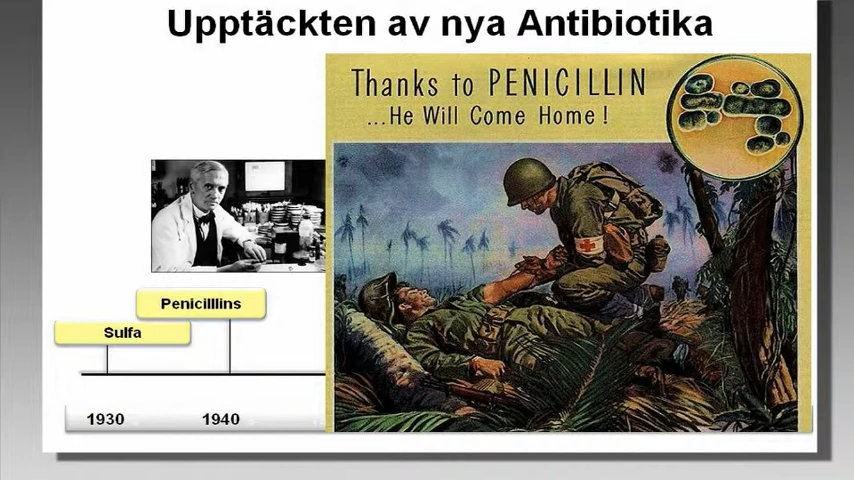 Upptäckten av nya Antibiotika
Thanks to PENICILLIN
...He Will Come Home!
Penicilllins
Sulfa
1930
1940